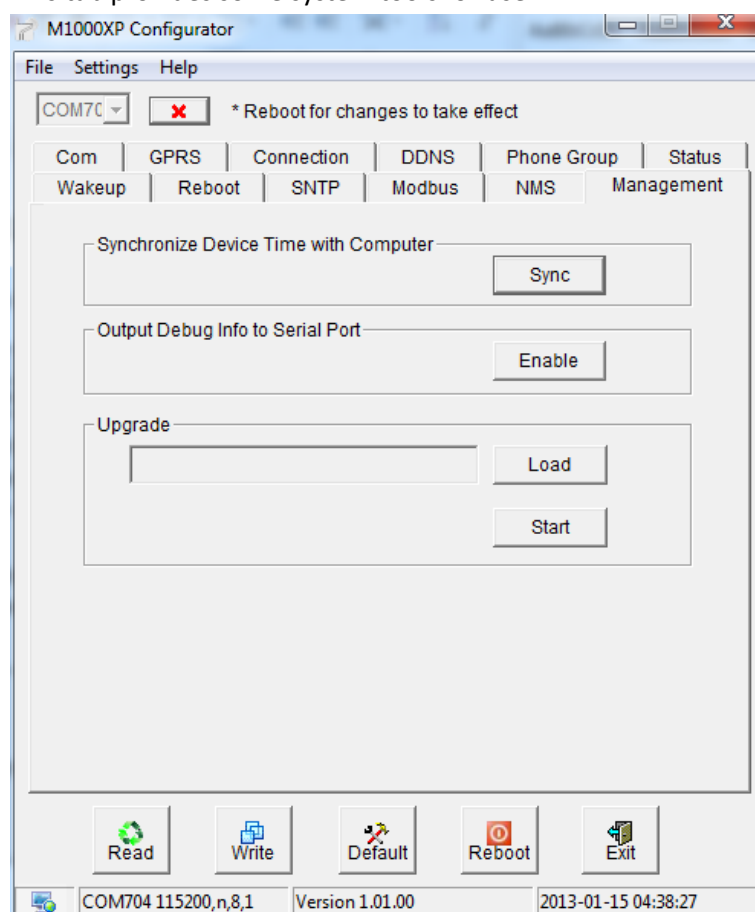 M1000XP Configurator
File Settings Help
COM70 * Reboot for changes to take effect
Com GPRS Connection DDNS Phone Group Status
Wakeup Reboot SNTP Modbus NMS Management
Synchronize Device Time with Computer
Sync
Output Debug Info to Serial Port
Enable
Upgrade
Load
Start
Read Write Default Reboot Exit
COM704 115200,n,8,1 Version 1.01.00 2013-01-15 04:38:27